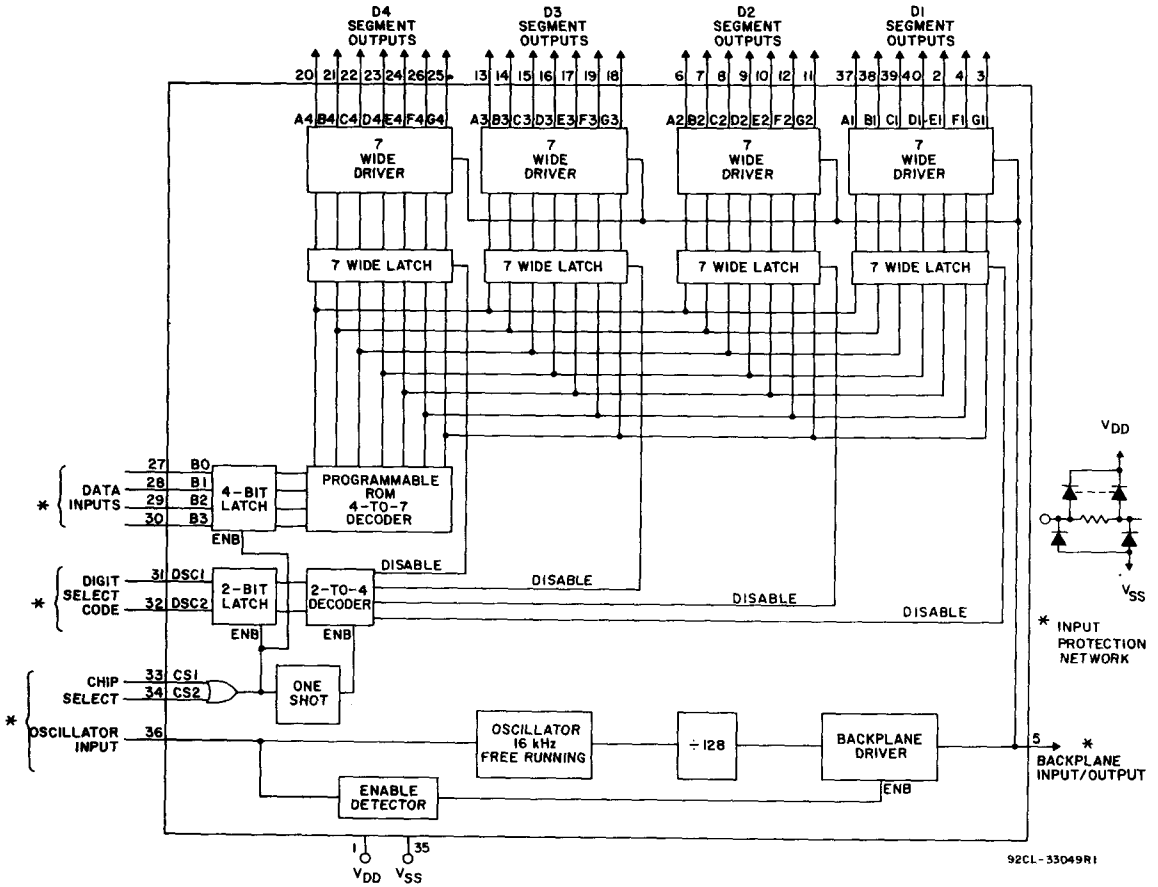 D4
SEGMENT
OUTPUTS
D3
SEGMENT
OUTPUTS
D2
SEGMENT
OUTPUTS
D1
SEGMENT
OUTPUTS
20 21 22 23 24 26 25
13 14 15 16 17 19 18
6 7 8 9 10 12 11
37 38 39 40 2 4 3
A4 B4 C4 D4 E4 F4 G4
A3 B3 C3 D3 E3 F3 G3
A2 B2 C2 D2 E2 F2 G2
A1 B1 C1 D1 E1 F1 G1
7
WIDE
DRIVER
7
WIDE
DRIVER
7
WIDE
DRIVER
7
WIDE
DRIVER
7 WIDE LATCH
7 WIDE LATCH
7 WIDE LATCH
7 WIDE LATCH
* DATA
INPUTS
27 B0
28 B1
29 B2
30 B3
4-BIT
LATCH
ENB
PROGRAMMABLE
ROM
4-TO-7
DECODER
* DIGIT
SELECT
CODE
31 DSC1
32 DSC2
2-BIT
LATCH
ENB
2-TO-4
DECODER
ENB
DISABLE
DISABLE
DISABLE
DISABLE
VDD
VSS
* INPUT
PROTECTION
NETWORK
* CHIP
SELECT
33 CS1
34 CS2
ONE
SHOT
OSCILLATOR
INPUT
36
OSCILLATOR
16 kHz
FREE RUNNING
÷128
BACKPLANE
DRIVER
ENB
5 *
BACKPLANE
INPUT/OUTPUT
ENABLE
DETECTOR
1
VDD
35
VSS
92CL-33049R1